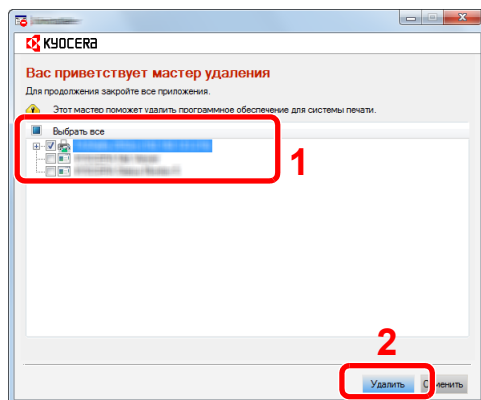 KYOCERA
Вас приветствует мастер удаления
Для продолжения закройте все приложения.
Этот мастер поможет удалить программное обеспечение для системы печати.
Выбрать все
1
2
Удалить Отменить